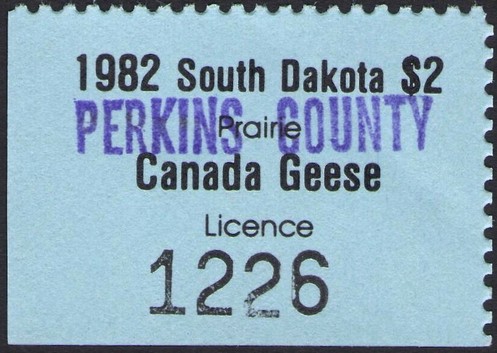 1982 South Dakota $2
PERKINS COUNTY
Prairie
Canada Geese
Licence
1226